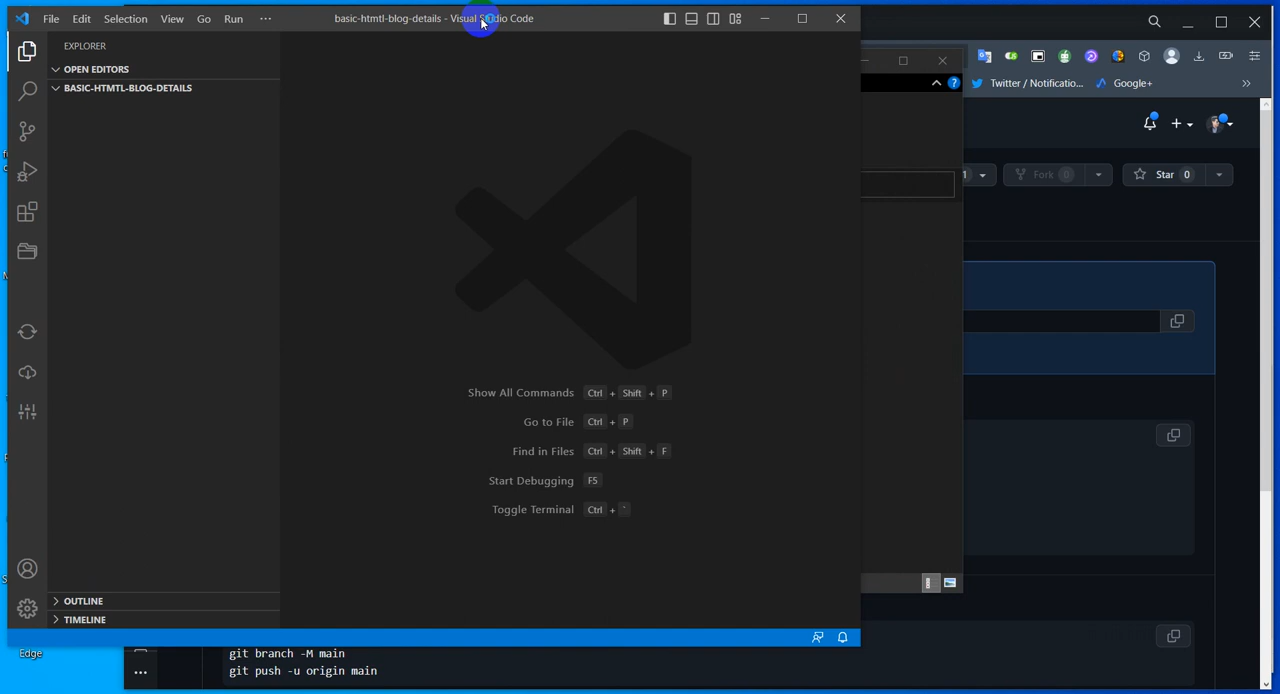 File Edit Selection View Go Run ··· basic-htmtl-blog-details - Visual Studio Code
EXPLORER
OPEN EDITORS
BASIC-HTMTL-BLOG-DETAILS
Twitter / Notificatio... Google+
1 Fork 0 Star 0
Show All Commands Ctrl + Shift + P
Go to File Ctrl + P
Find in Files Ctrl + Shift + F
Start Debugging F5
Toggle Terminal Ctrl + `
OUTLINE
TIMELINE
Edge
git branch -M main
git push -u origin main